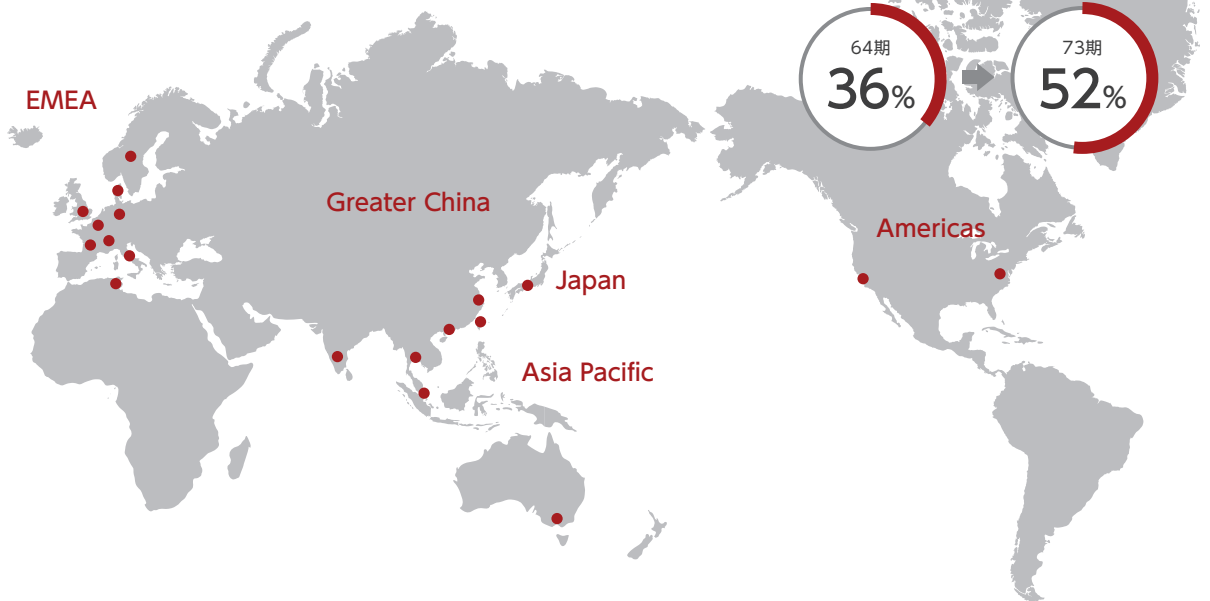 64期
36%
73期
52%
EMEA
Greater China
Americas
Japan
Asia Pacific